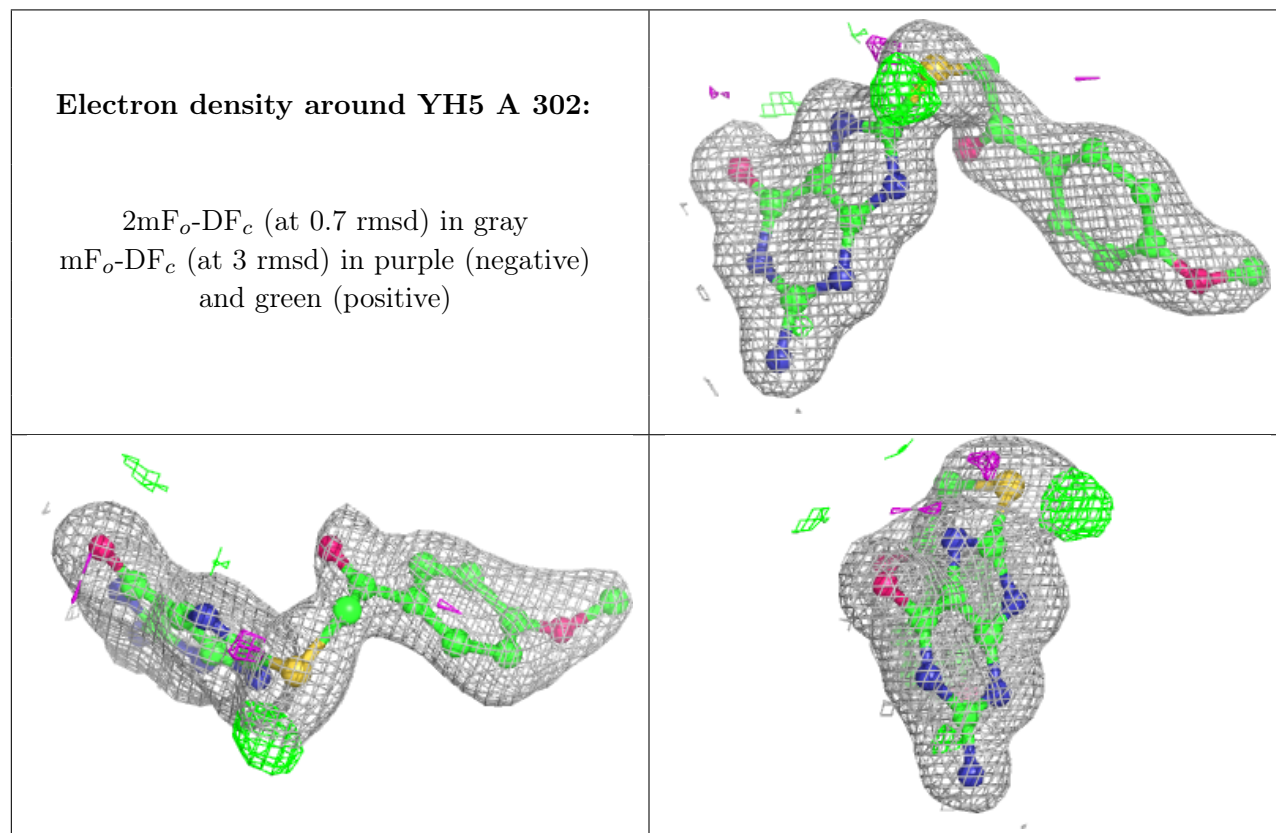 Electron density around YH5 A 302:
2mFo-DFc (at 0.7 rmsd) in gray
mFo-DFc (at 3 rmsd) in purple (negative)
and green (positive)